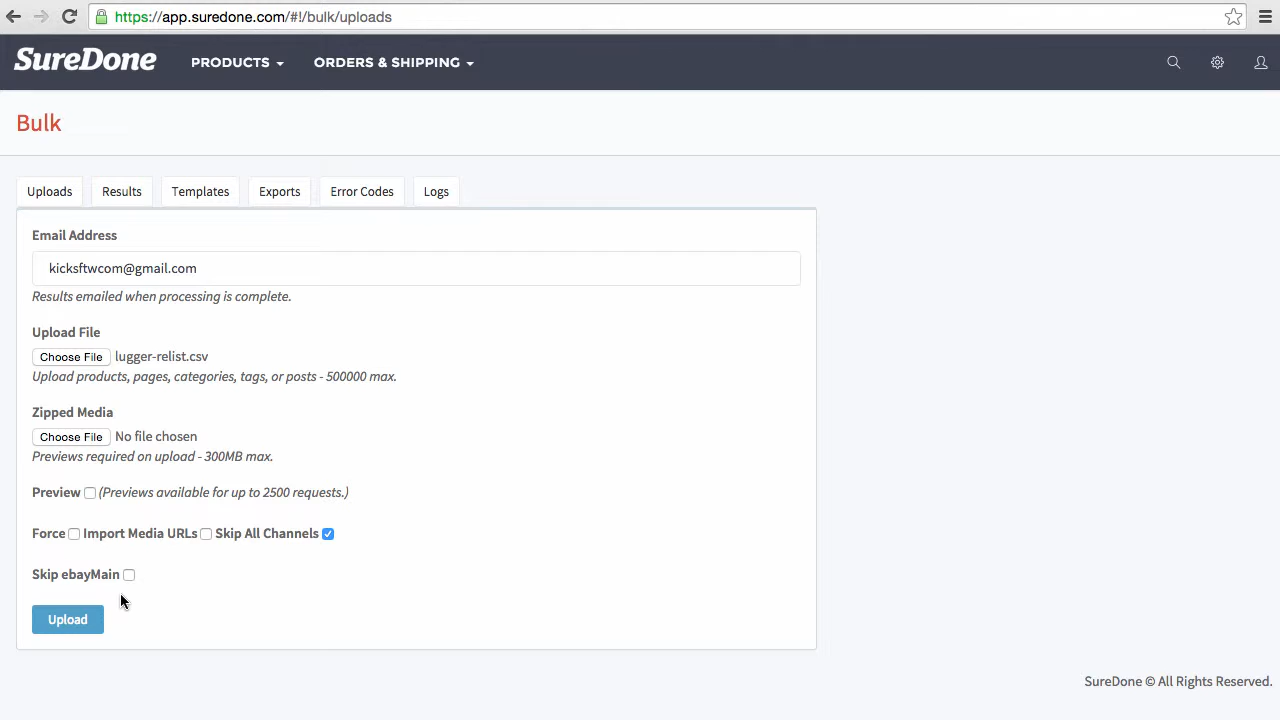 https://app.suredone.com/#!/bulk/uploads
SureDone PRODUCTS ORDERS & SHIPPING
Bulk
Uploads Results Templates Exports Error Codes Logs
Email Address
kicksftwcom@gmail.com
Results emailed when processing is complete.
Upload File
Choose File lugger-relist.csv
Upload products, pages, categories, tags, or posts - 500000 max.
Zipped Media
Choose File No file chosen
Previews required on upload - 300MB max.
Preview (Previews available for up to 2500 requests.)
Force Import Media URLs Skip All Channels
Skip ebayMain
Upload
SureDone © All Rights Reserved.